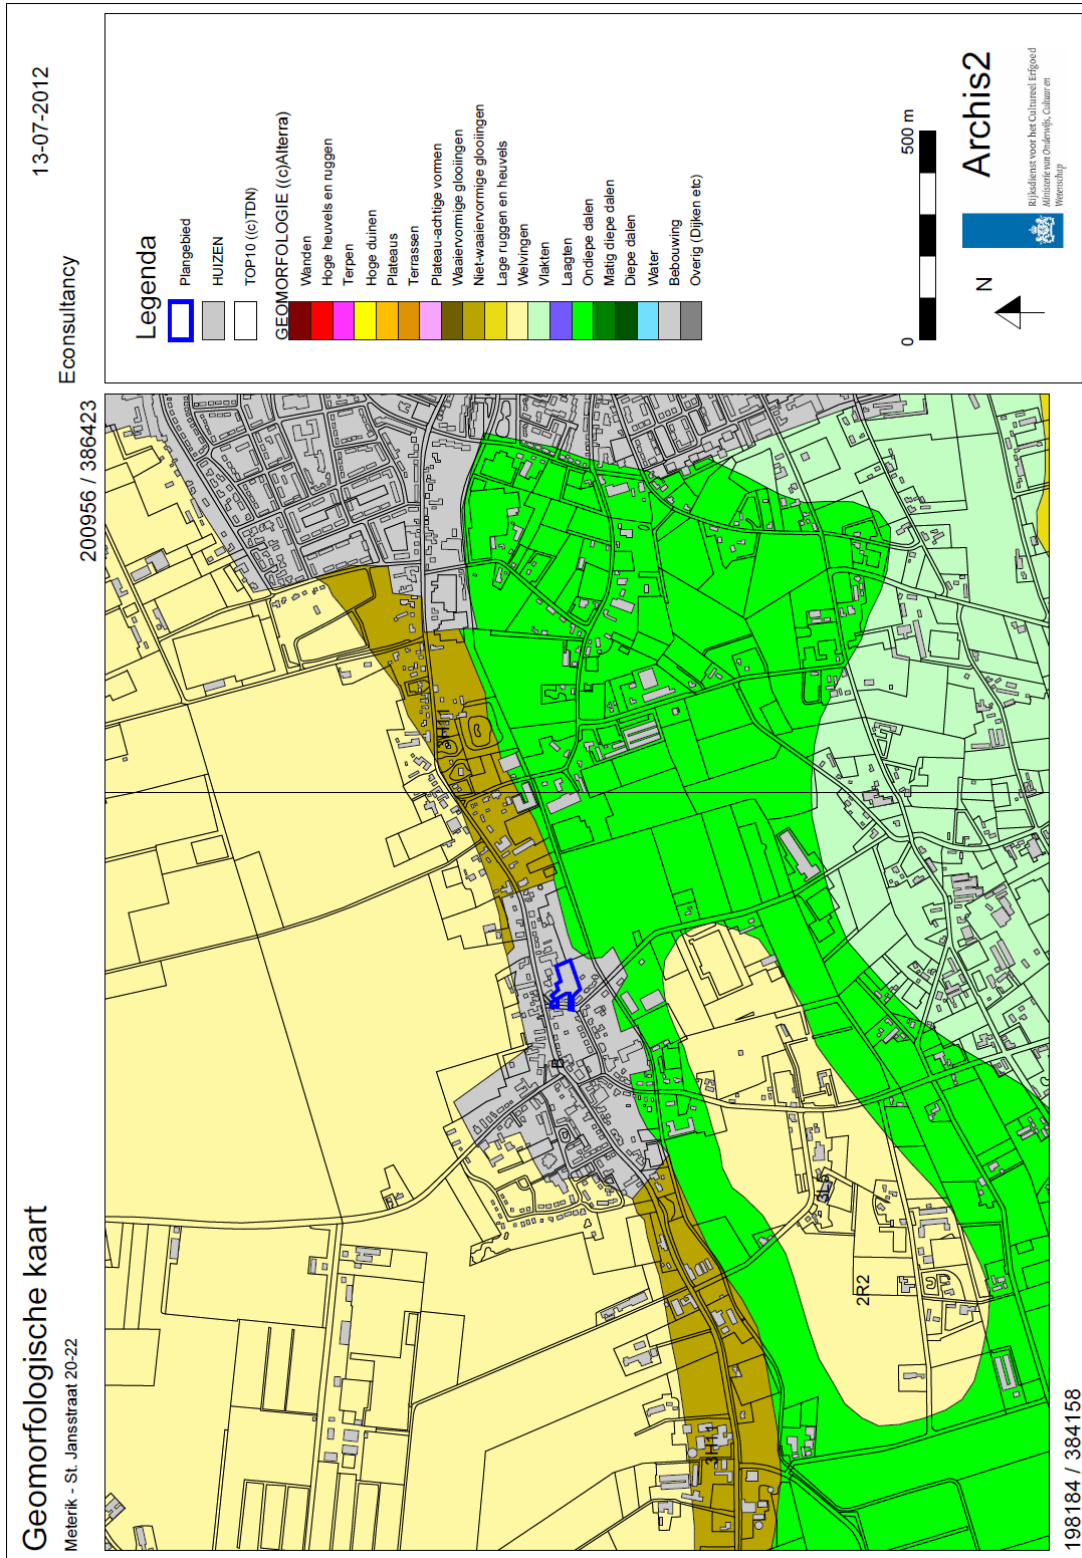 Geomorfologische kaart
Meterik - St. Jansstraat 20-22
Econsultancy
13-07-2012
200956 / 386423
198184 / 384158
3H11
B
3H11
2R2
Legenda
Plangebied
HUIZEN
TOP10 ((c)TDN)
GEOMORFOLOGIE ((c)Alterra)
Wanden
Hoge heuvels en ruggen
Terpen
Hoge duinen
Plateaus
Terrassen
Plateau-achtige vormen
Waaiervormige glooiingen
Niet-waaiervormige glooiingen
Lage ruggen en heuvels
Welvingen
Vlakten
Laagten
Ondiepe dalen
Matig diepe dalen
Diepe dalen
Water
Bebouwing
Overig (Dijken etc)
0
500 m
N
Archis2
Rijksdienst voor het Cultureel Erfgoed
Ministerie van Onderwijs, Cultuur en
Wetenschap